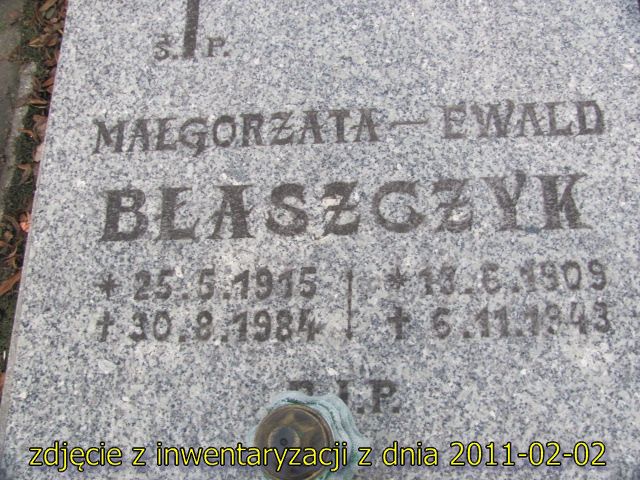 Ś. P.
MAŁGORZATA — EWALD
BŁASZCZYK
* 25.5.1915 * 13.6.1909
† 30.8.1984 † 6.11.1943
R.I.P.
zdjęcie z inwentaryzacji z dnia 2011-02-02